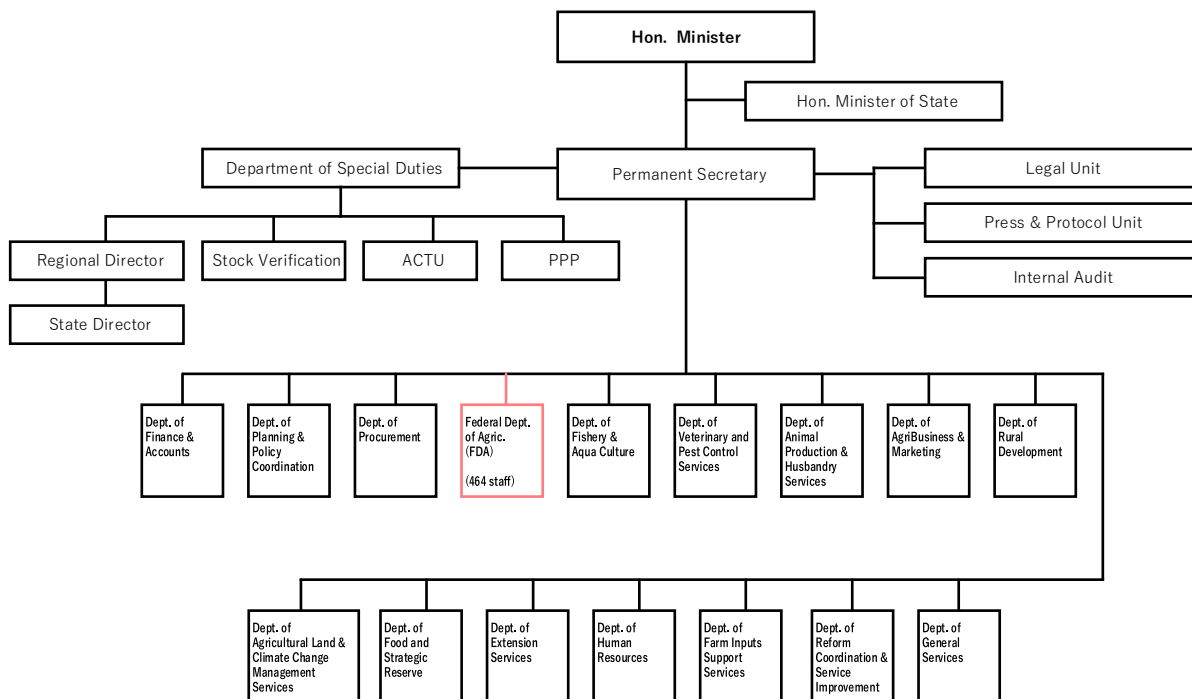 Hon. Minister
Hon. Minister of State
Department of Special Duties
Permanent Secretary
Legal Unit
Press & Protocol Unit
Internal Audit
Regional Director
Stock Verification
ACTU
PPP
State Director
Dept. of
Finance &
Accounts
Dept. of
Planning &
Policy
Coordination
Dept. of
Procurement
Federal Dept.
of Agric.
(FDA)
(464 staff)
Dept. of
Fishery &
Aqua Culture
Dept. of
Veterinary and
Pest Control
Services
Dept. of
Animal
Production &
Husbandry
Services
Dept. of
AgriBusiness &
Marketing
Dept. of
Rural
Development
Dept. of
Agricultural Land &
Climate Change
Management
Services
Dept. of
Food and
Strategic
Reserve
Dept. of
Extension
Services
Dept. of
Human
Resources
Dept. of
Farm Inputs
Support
Services
Dept. of
Reform
Coordination &
Service
Improvement
Dept. of
General
Services